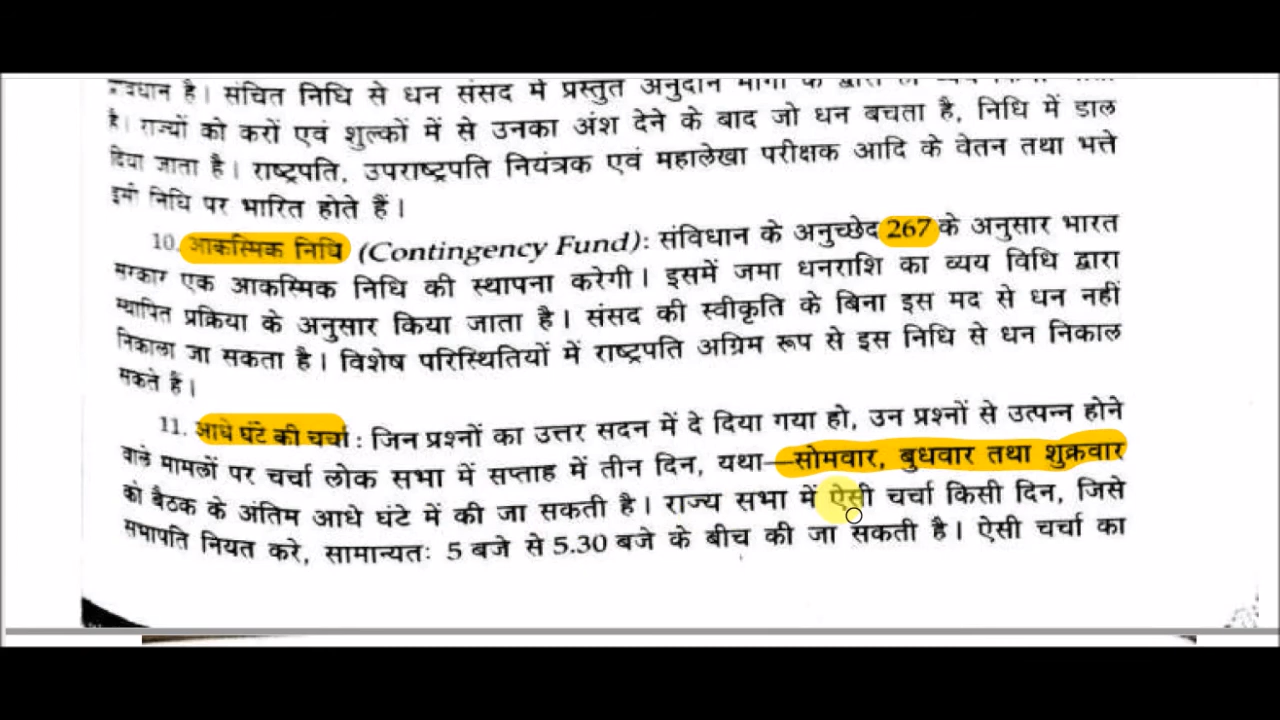 है। संचित निधि से धन संसद में प्रस्तुत अनुदान
है। राज्यों को करों एवं शुल्कों में से उनका अंश देने के बाद जो धन बचता है, निधि में डाल
दिया जाता है। राष्ट्रपति, उपराष्ट्रपति नियंत्रक एवं महालेखा परीक्षक आदि के वेतन तथा भत्ते
इसी निधि पर भारित होते हैं।
10. आकस्मिक निधि (Contingency Fund): संविधान के अनुच्छेद 267 के अनुसार भारत
सरकार एक आकस्मिक निधि की स्थापना करेगी। इसमें जमा धनराशि का व्यय विधि द्वारा
स्थापित प्रक्रिया के अनुसार किया जाता है। संसद की स्वीकृति के बिना इस मद से धन नहीं
निकाला जा सकता है। विशेष परिस्थितियों में राष्ट्रपति अग्रिम रूप से इस निधि से धन निकाल
सकते हैं।
11. आधे घंटे की चर्चा : जिन प्रश्नों का उत्तर सदन में दे दिया गया हो, उन प्रश्नों से उत्पन्न होने
वाले मामलों पर चर्चा लोक सभा में सप्ताह में तीन दिन, यथा—सोमवार, बुधवार तथा शुक्रवार
को बैठक के अंतिम आधे घंटे में की जा सकती है। राज्य सभा में ऐसी चर्चा किसी दिन, जिसे
सभापति नियत करे, सामान्यतः 5 बजे से 5.30 बजे के बीच की जा सकती है। ऐसी चर्चा का